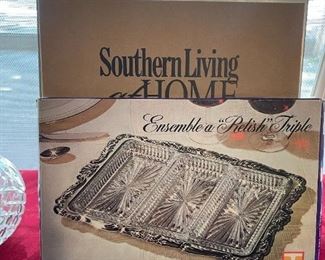 Southern Living
at HOME
Ensemble a "Relish" Triple